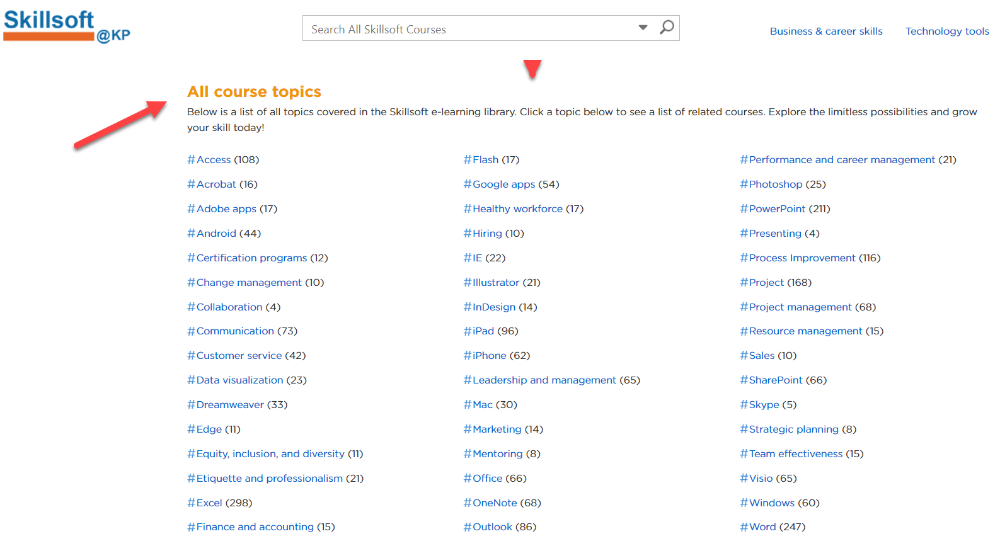 Skillsoft
@KP
Search All Skillsoft Courses
Business & career skills
Technology tools
All course topics
Below is a list of all topics covered in the Skillsoft e-learning library. Click a topic below to see a list of related courses. Explore the limitless possibilities and grow
your skill today!
#Access (108)
#Acrobat (16)
#Adobe apps (17)
#Android (44)
#Certification programs (12)
#Change management (10)
#Collaboration (4)
#Communication (73)
#Customer service (42)
#Data visualization (23)
#Dreamweaver (33)
#Edge (11)
#Equity, inclusion, and diversity (11)
#Etiquette and professionalism (21)
#Excel (298)
#Finance and accounting (15)
#Flash (17)
#Google apps (54)
#Healthy workforce (17)
#Hiring (10)
#IE (22)
#Illustrator (21)
#InDesign (14)
#iPad (96)
#iPhone (62)
#Leadership and management (65)
#Mac (30)
#Marketing (14)
#Mentoring (8)
#Office (66)
#OneNote (68)
#Outlook (86)
#Performance and career management (21)
#Photoshop (25)
#PowerPoint (211)
#Presenting (4)
#Process Improvement (116)
#Project (168)
#Project management (68)
#Resource management (15)
#Sales (10)
#SharePoint (66)
#Skype (5)
#Strategic planning (8)
#Team effectiveness (15)
#Visio (65)
#Windows (60)
#Word (247)